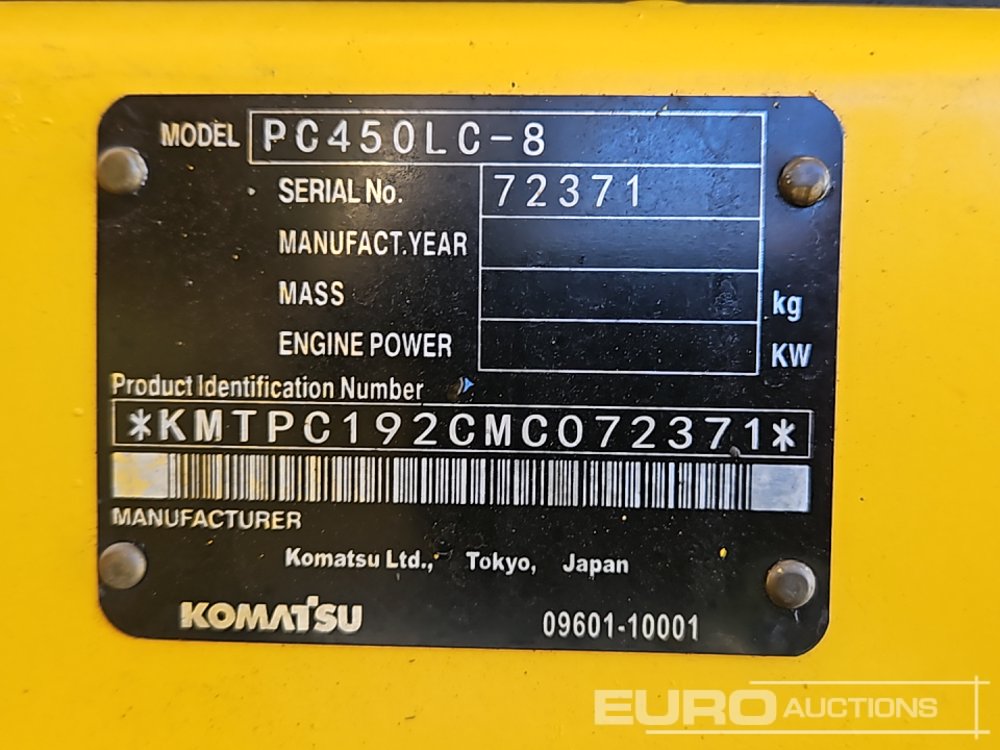 MODEL PC450LC-8
SERIAL No. 72371
MANUFACT.YEAR
MASS kg
ENGINE POWER KW
Product Identification Number
*KMTPC192CMC072371*
MANUFACTURER
Komatsu Ltd., Tokyo, Japan
KOMATSU 09601-10001
EURO AUCTIONS